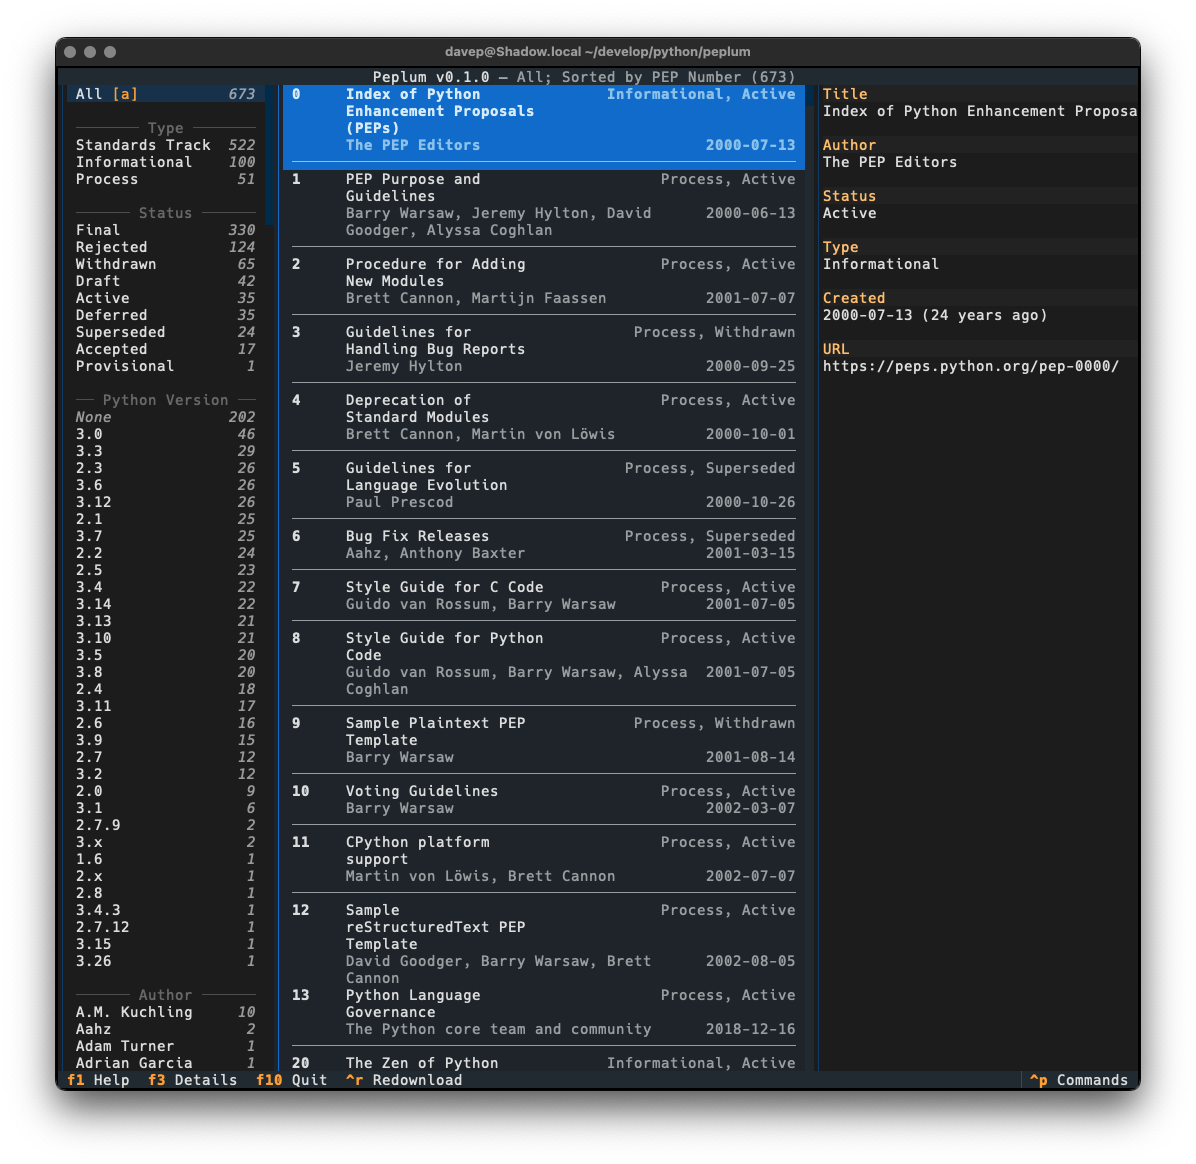 davep@Shadow.local ~/develop/python/peplum
Peplum v0.1.0 — All; Sorted by PEP Number (673)
All [a] 673
Type
Standards Track 522
Informational 100
Process 51
Status
Final 330
Rejected 124
Withdrawn 65
Draft 42
Active 35
Deferred 35
Superseded 24
Accepted 17
Provisional 1
Python Version
None 202
3.0 46
3.3 29
2.3 26
3.6 26
3.12 26
2.1 25
3.7 25
2.2 24
2.5 23
3.4 22
3.14 22
3.13 21
3.10 21
3.5 20
3.8 20
2.4 18
3.11 17
2.6 16
3.9 15
2.7 12
3.2 12
2.0 9
3.1 6
2.7.9 2
3.x 2
1.6 1
2.x 1
2.8 1
3.4.3 1
2.7.12 1
3.15 1
3.26 1
Author
A.M. Kuchling 10
Aahz 2
Adam Turner 1
Adrian Garcia 1
0 Index of Python Informational, Active
Enhancement Proposals
(PEPs)
The PEP Editors 2000-07-13
1 PEP Purpose and Process, Active
Guidelines
Barry Warsaw, Jeremy Hylton, David 2000-06-13
Goodger, Alyssa Coghlan
2 Procedure for Adding Process, Active
New Modules
Brett Cannon, Martijn Faassen 2001-07-07
3 Guidelines for Process, Withdrawn
Handling Bug Reports
Jeremy Hylton 2000-09-25
4 Deprecation of Process, Active
Standard Modules
Brett Cannon, Martin von Löwis 2000-10-01
5 Guidelines for Process, Superseded
Language Evolution
Paul Prescod 2000-10-26
6 Bug Fix Releases Process, Superseded
Aahz, Anthony Baxter 2001-03-15
7 Style Guide for C Code Process, Active
Guido van Rossum, Barry Warsaw 2001-07-05
8 Style Guide for Python Process, Active
Code
Guido van Rossum, Barry Warsaw, Alyssa 2001-07-05
Coghlan
9 Sample Plaintext PEP Process, Withdrawn
Template
Barry Warsaw 2001-08-14
10 Voting Guidelines Process, Active
Barry Warsaw 2002-03-07
11 CPython platform Process, Active
support
Martin von Löwis, Brett Cannon 2002-07-07
12 Sample Process, Active
reStructuredText PEP
Template
David Goodger, Barry Warsaw, Brett 2002-08-05
Cannon
13 Python Language Process, Active
Governance
The Python core team and community 2018-12-16
20 The Zen of Python Informational, Active
Title
Index of Python Enhancement Proposa
Author
The PEP Editors
Status
Active
Type
Informational
Created
2000-07-13 (24 years ago)
URL
https://peps.python.org/pep-0000/
f1 Help f3 Details f10 Quit ^r Redownload ^p Commands